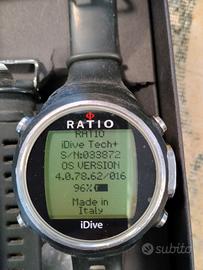 RATIO
RATIO
iDive Tech+
S/N:033872
OS VERSION
4.0.78.62/016
96%
Made in
Italy
iDive
subito